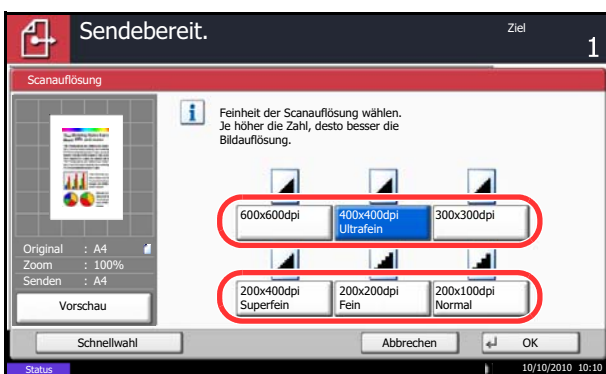 Sendebereit.
Ziel
1
Scanauflösung
Feinheit der Scanauflösung wählen.
Je höher die Zahl, desto besser die
Bildauflösung.
600x600dpi
400x400dpi
Ultrafein
300x300dpi
200x400dpi
Superfein
200x200dpi
Fein
200x100dpi
Normal
Original : A4
Zoom : 100%
Senden : A4
Vorschau
Schnellwahl
Abbrechen
OK
Status
10/10/2010 10:10